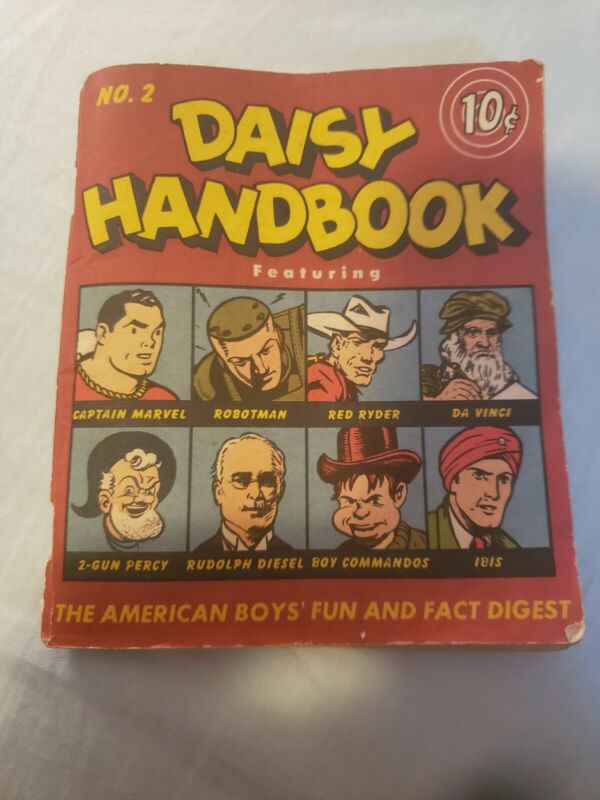 NO. 2
10¢
DAISY
HANDBOOK
Featuring
CAPTAIN MARVEL ROBOTMAN RED RYDER DA VINCI
2-GUN PERCY RUDOLPH DIESEL BOY COMMANDOS IBIS
THE AMERICAN BOYS' FUN AND FACT DIGEST